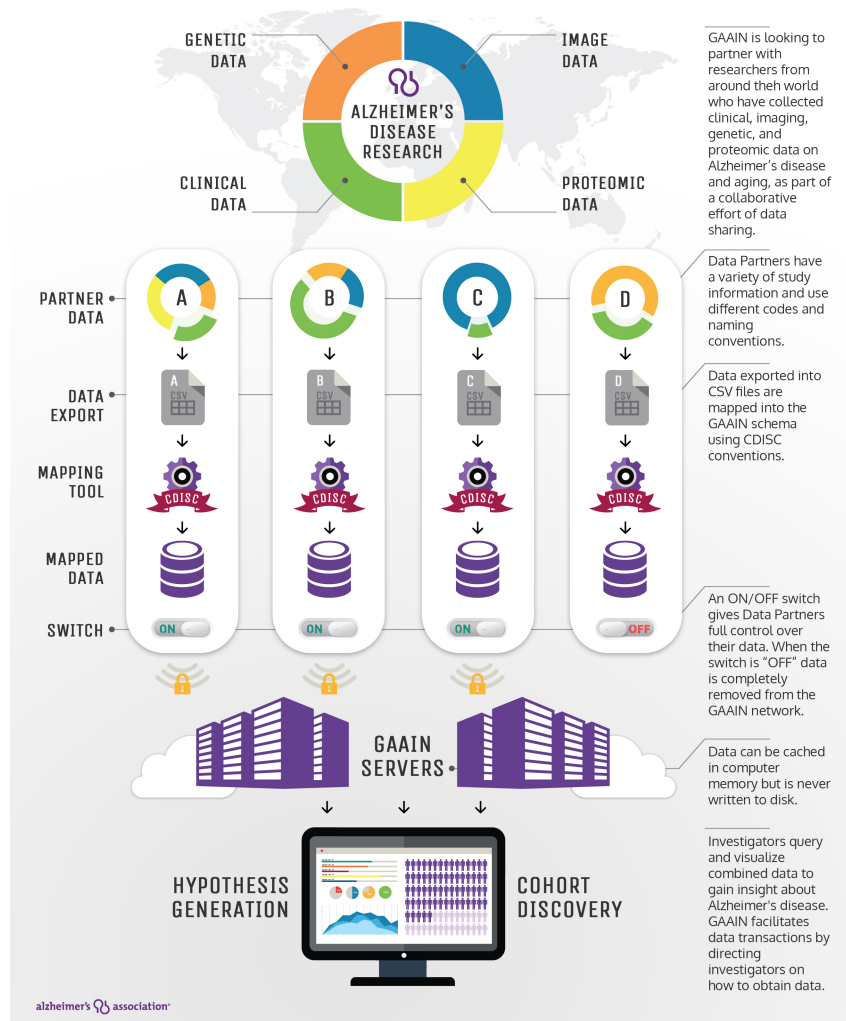 GENETIC
DATA
IMAGE
DATA
ALZHEIMER'S
DISEASE
RESEARCH
CLINICAL
DATA
PROTEOMIC
DATA
GAAIN is looking to
partner with
researchers from
around theh world
who have collected
clinical, imaging,
genetic, and
proteomic data on
Alzheimer's disease
and aging, as part of
a collaborative
effort of data
sharing.
PARTNER
DATA
A
B
C
D
Data Partners have
a variety of study
information and use
different codes and
naming
conventions.
DATA
EXPORT
A
CSV
B
CSV
C
CSV
D
CSV
Data exported into
CSV files are
mapped into the
GAAIN schema
using CDISC
conventions.
MAPPING
TOOL
CDISC
CDISC
CDISC
CDISC
MAPPED
DATA
SWITCH
ON
ON
ON
OFF
An ON/OFF switch
gives Data Partners
full control over
their data. When the
switch is "OFF" data
is completely
removed from the
GAAIN network.
GAAIN
SERVERS
Data can be cached
in computer
memory but is never
written to disk.
HYPOTHESIS
GENERATION
COHORT
DISCOVERY
Investigators query
and visualize
combined data to
gain insight about
Alzheimer's disease.
GAAIN facilitates
data transactions by
directing
investigators on
how to obtain data.
alzheimer's association®